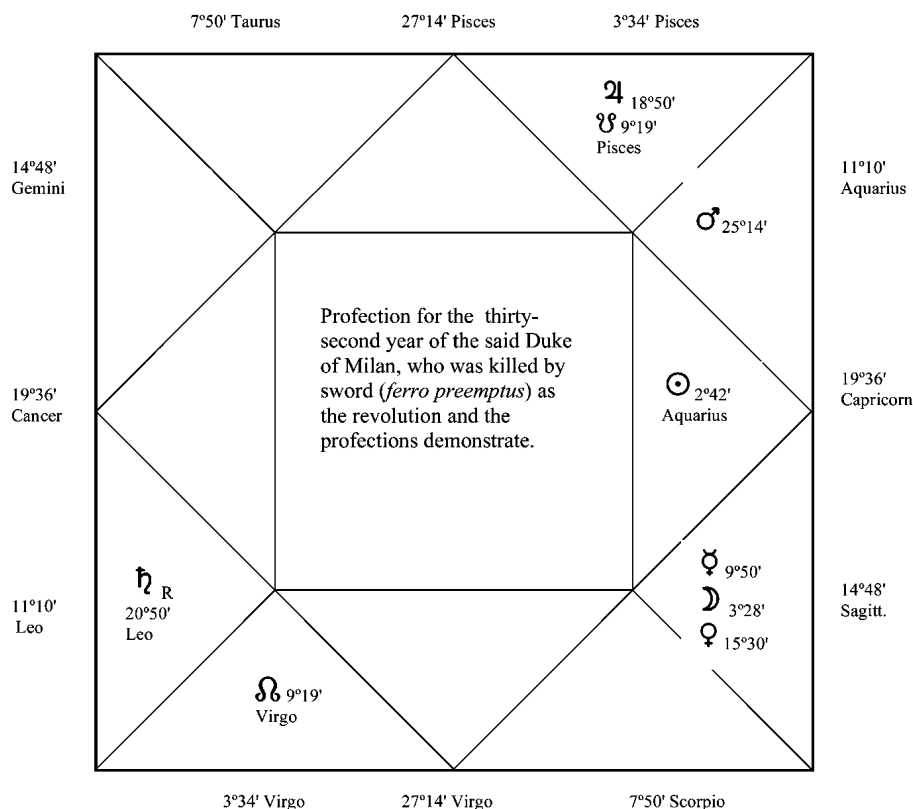 7°50' Taurus
27°14' Pisces
3°34' Pisces
♃ 18°50'
☋ 9°19'
Pisces
14°48'
Gemini
11°10'
Aquarius
♂ 25°14'
Profection for the thirty-
second year of the said Duke
of Milan, who was killed by
sword (ferro preemptus) as
the revolution and the
profections demonstrate.
19°36'
Cancer
☉ 2°42'
Aquarius
19°36'
Capricorn
♄ R
20°50'
Leo
11°10'
Leo
☿ 9°50'
☽ 3°28'
♀ 15°30'
14°48'
Sagitt.
☊ 9°19'
Virgo
3°34' Virgo
27°14' Virgo
7°50' Scorpio